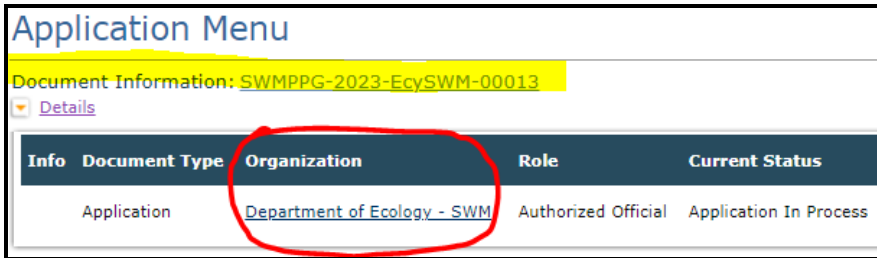 Application Menu
Document Information: SWMPPG-2023-EcySWM-00013
Details
Info Document Type Organization Role Current Status
Application Department of Ecology - SWM Authorized Official Application In Process